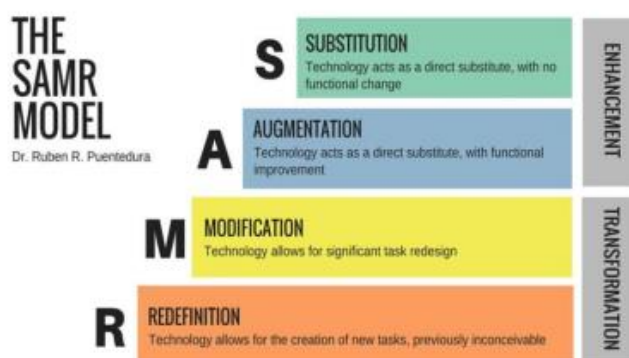 THE
SAMR
MODEL
Dr. Ruben R. Puentedura
S
SUBSTITUTION
Technology acts as a direct substitute, with no
functional change
A
AUGMENTATION
Technology acts as a direct substitute, with functional
improvement
M
MODIFICATION
Technology allows for significant task redesign
R
REDEFINITION
Technology allows for the creation of new tasks, previously inconceivable
ENHANCEMENT
TRANSFORMATION